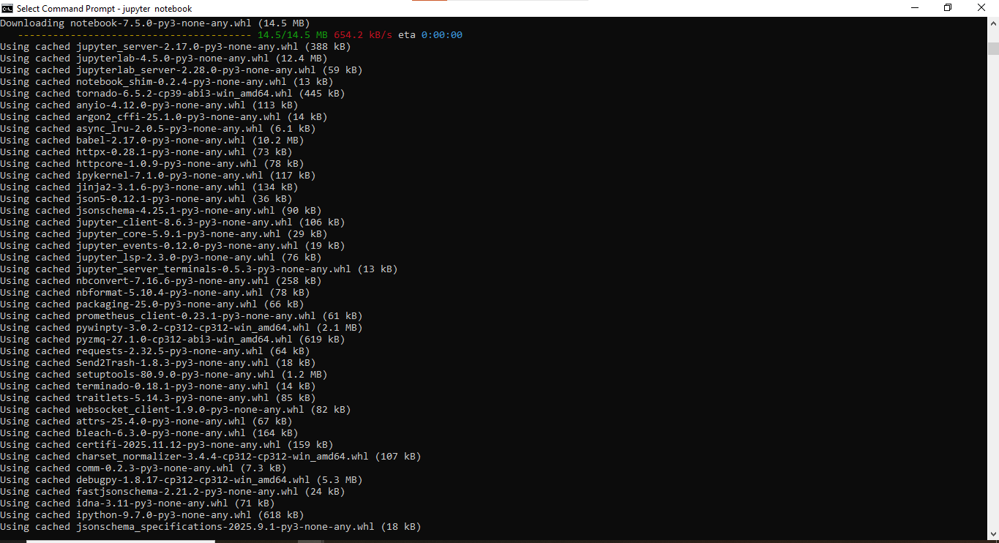 Select Command Prompt - jupyter  notebook
Downloading notebook-7.5.0-py3-none-any.whl (14.5 MB)
   ---------------------------------------- 14.5/14.5 MB 654.2 kB/s eta 0:00:00
Using cached jupyter_server-2.17.0-py3-none-any.whl (388 kB)
Using cached jupyterlab-4.5.0-py3-none-any.whl (12.4 MB)
Using cached jupyterlab_server-2.28.0-py3-none-any.whl (59 kB)
Using cached notebook_shim-0.2.4-py3-none-any.whl (13 kB)
Using cached tornado-6.5.2-cp39-abi3-win_amd64.whl (445 kB)
Using cached anyio-4.12.0-py3-none-any.whl (113 kB)
Using cached argon2_cffi-25.1.0-py3-none-any.whl (14 kB)
Using cached async_lru-2.0.5-py3-none-any.whl (6.1 kB)
Using cached babel-2.17.0-py3-none-any.whl (10.2 MB)
Using cached httpx-0.28.1-py3-none-any.whl (73 kB)
Using cached httpcore-1.0.9-py3-none-any.whl (78 kB)
Using cached ipykernel-7.1.0-py3-none-any.whl (117 kB)
Using cached jinja2-3.1.6-py3-none-any.whl (134 kB)
Using cached json5-0.12.1-py3-none-any.whl (36 kB)
Using cached jsonschema-4.25.1-py3-none-any.whl (90 kB)
Using cached jupyter_client-8.6.3-py3-none-any.whl (106 kB)
Using cached jupyter_core-5.9.1-py3-none-any.whl (29 kB)
Using cached jupyter_events-0.12.0-py3-none-any.whl (19 kB)
Using cached jupyter_lsp-2.3.0-py3-none-any.whl (76 kB)
Using cached jupyter_server_terminals-0.5.3-py3-none-any.whl (13 kB)
Using cached nbconvert-7.16.6-py3-none-any.whl (258 kB)
Using cached nbformat-5.10.4-py3-none-any.whl (78 kB)
Using cached packaging-25.0-py3-none-any.whl (66 kB)
Using cached prometheus_client-0.23.1-py3-none-any.whl (61 kB)
Using cached pywinpty-3.0.2-cp312-cp312-win_amd64.whl (2.1 MB)
Using cached pyzmq-27.1.0-cp312-abi3-win_amd64.whl (619 kB)
Using cached requests-2.32.5-py3-none-any.whl (64 kB)
Using cached Send2Trash-1.8.3-py3-none-any.whl (18 kB)
Using cached setuptools-80.9.0-py3-none-any.whl (1.2 MB)
Using cached terminado-0.18.1-py3-none-any.whl (14 kB)
Using cached traitlets-5.14.3-py3-none-any.whl (85 kB)
Using cached websocket_client-1.9.0-py3-none-any.whl (82 kB)
Using cached attrs-25.4.0-py3-none-any.whl (67 kB)
Using cached bleach-6.3.0-py3-none-any.whl (164 kB)
Using cached certifi-2025.11.12-py3-none-any.whl (159 kB)
Using cached charset_normalizer-3.4.4-cp312-cp312-win_amd64.whl (107 kB)
Using cached comm-0.2.3-py3-none-any.whl (7.3 kB)
Using cached debugpy-1.8.17-cp312-cp312-win_amd64.whl (5.3 MB)
Using cached fastjsonschema-2.21.2-py3-none-any.whl (24 kB)
Using cached idna-3.11-py3-none-any.whl (71 kB)
Using cached ipython-9.7.0-py3-none-any.whl (618 kB)
Using cached jsonschema_specifications-2025.9.1-py3-none-any.whl (18 kB)